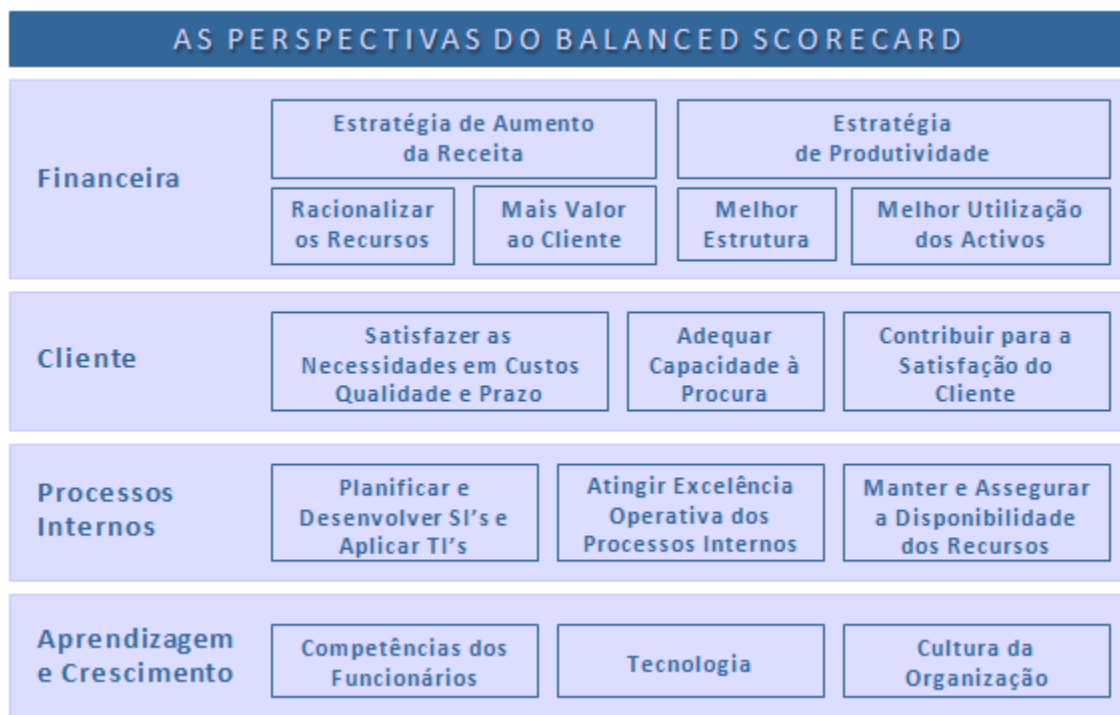 AS PERSPECTIVAS DO BALANCED SCORECARD
Financeira
Estratégia de Aumento
da Receita
Estratégia
de Produtividade
Racionalizar
os Recursos
Mais Valor
ao Cliente
Melhor
Estrutura
Melhor Utilização
dos Activos
Cliente
Satisfazer as
Necessidades em Custos
Qualidade e Prazo
Adequar
Capacidade à
Procura
Contribuir para a
Satisfação do
Cliente
Processos
Internos
Planificar e
Desenvolver SI's e
Aplicar TI's
Atingir Excelência
Operativa dos
Processos Internos
Manter e Assegurar
a Disponibilidade
dos Recursos
Aprendizagem
e Crescimento
Competências dos
Funcionários
Tecnologia
Cultura da
Organização